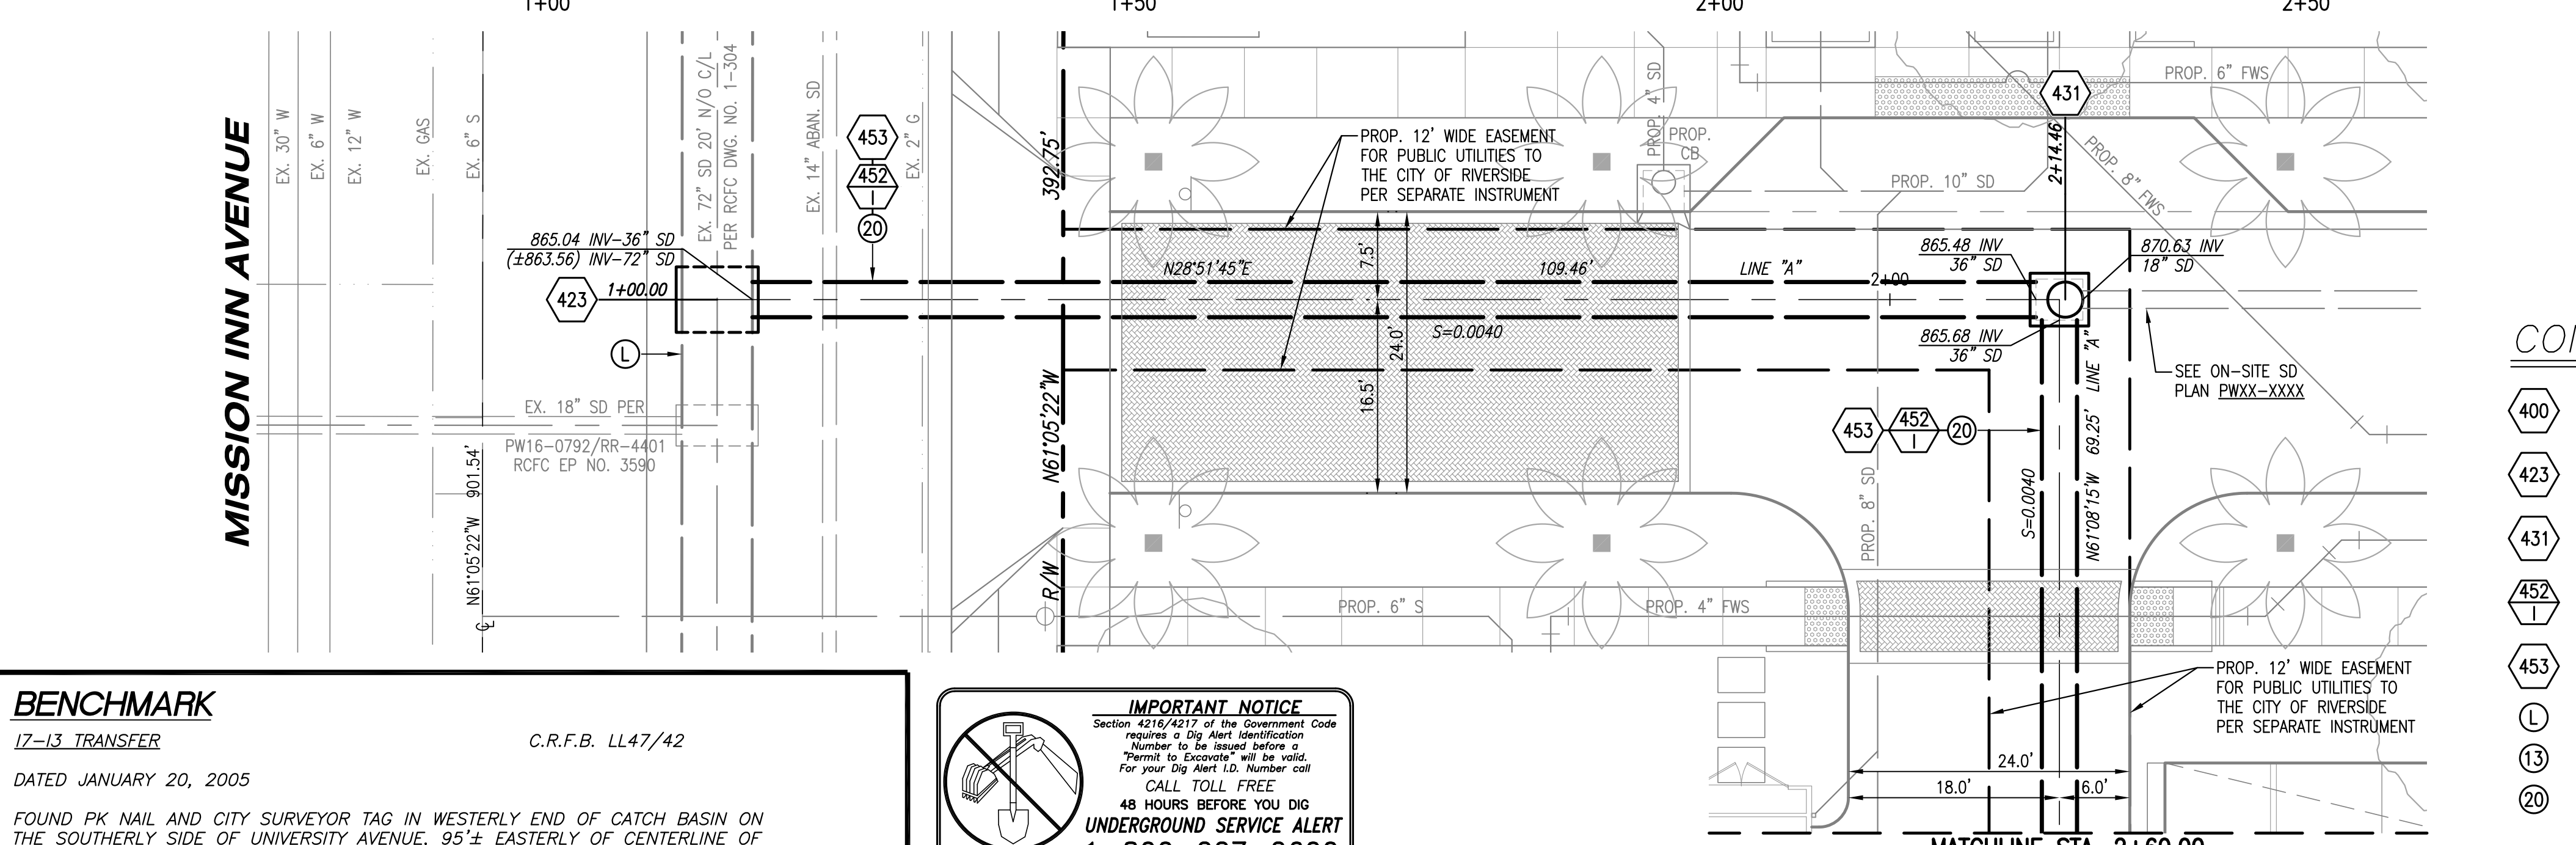 1+00
1+50
2+00
2+50
MISSION INN AVENUE
EX. 30" W
EX. 6" W
EX. 12" W
EX. GAS
EX. 6" S
EX. 72" SD 20' N/O C/L
PER RCFC DWG. NO. 1-304
EX. 14" ABAN. SD
EX. 2" G
453
452
I
20
392.75'
PROP. 12' WIDE EASEMENT
FOR PUBLIC UTILITIES TO
THE CITY OF RIVERSIDE
PER SEPARATE INSTRUMENT
PROP. 4" SD
PROP.
CB
431
2+14.46
PROP. 6" FWS
PROP. 8" FWS
PROP. 10" SD
865.04 INV-36" SD
(±863.56) INV-72" SD
423
1+00.00
L
N28°51'45"E
109.46'
LINE "A"
2+00
S=0.0040
7.5'
24.0'
16.5'
865.48 INV
36" SD
870.63 INV
18" SD
865.68 INV
36" SD
SEE ON-SITE SD
PLAN PWXX-XXXX
EX. 18" SD PER
PW16-0792/RR-4401
RCFC EP NO. 3590
N61°05'22"W 901.54'
℄
N61°05'22"W
R/W
453
452
I
20
PROP. 8" SD
S=0.0040
N61°08'15"W 69.25' LINE "A"
PROP. 6" S
PROP. 4" FWS
PROP. 12' WIDE EASEMENT
FOR PUBLIC UTILITIES TO
THE CITY OF RIVERSIDE
PER SEPARATE INSTRUMENT
24.0'
18.0'
6.0'
MATCHLINE STA. 2+60.00
400
423
431
452
I
453
L
13
20
BENCHMARK
17-13 TRANSFER
C.R.F.B. LL47/42
DATED JANUARY 20, 2005
FOUND PK NAIL AND CITY SURVEYOR TAG IN WESTERLY END OF CATCH BASIN ON
THE SOUTHERLY SIDE OF UNIVERSITY AVENUE, 95'± EASTERLY OF CENTERLINE OF
IMPORTANT NOTICE
Section 4216/4217 of the Government Code
requires a Dig Alert Identification
Number to be issued before a
"Permit to Excavate" will be valid.
For your Dig Alert I.D. Number call
CALL TOLL FREE
48 HOURS BEFORE YOU DIG
UNDERGROUND SERVICE ALERT